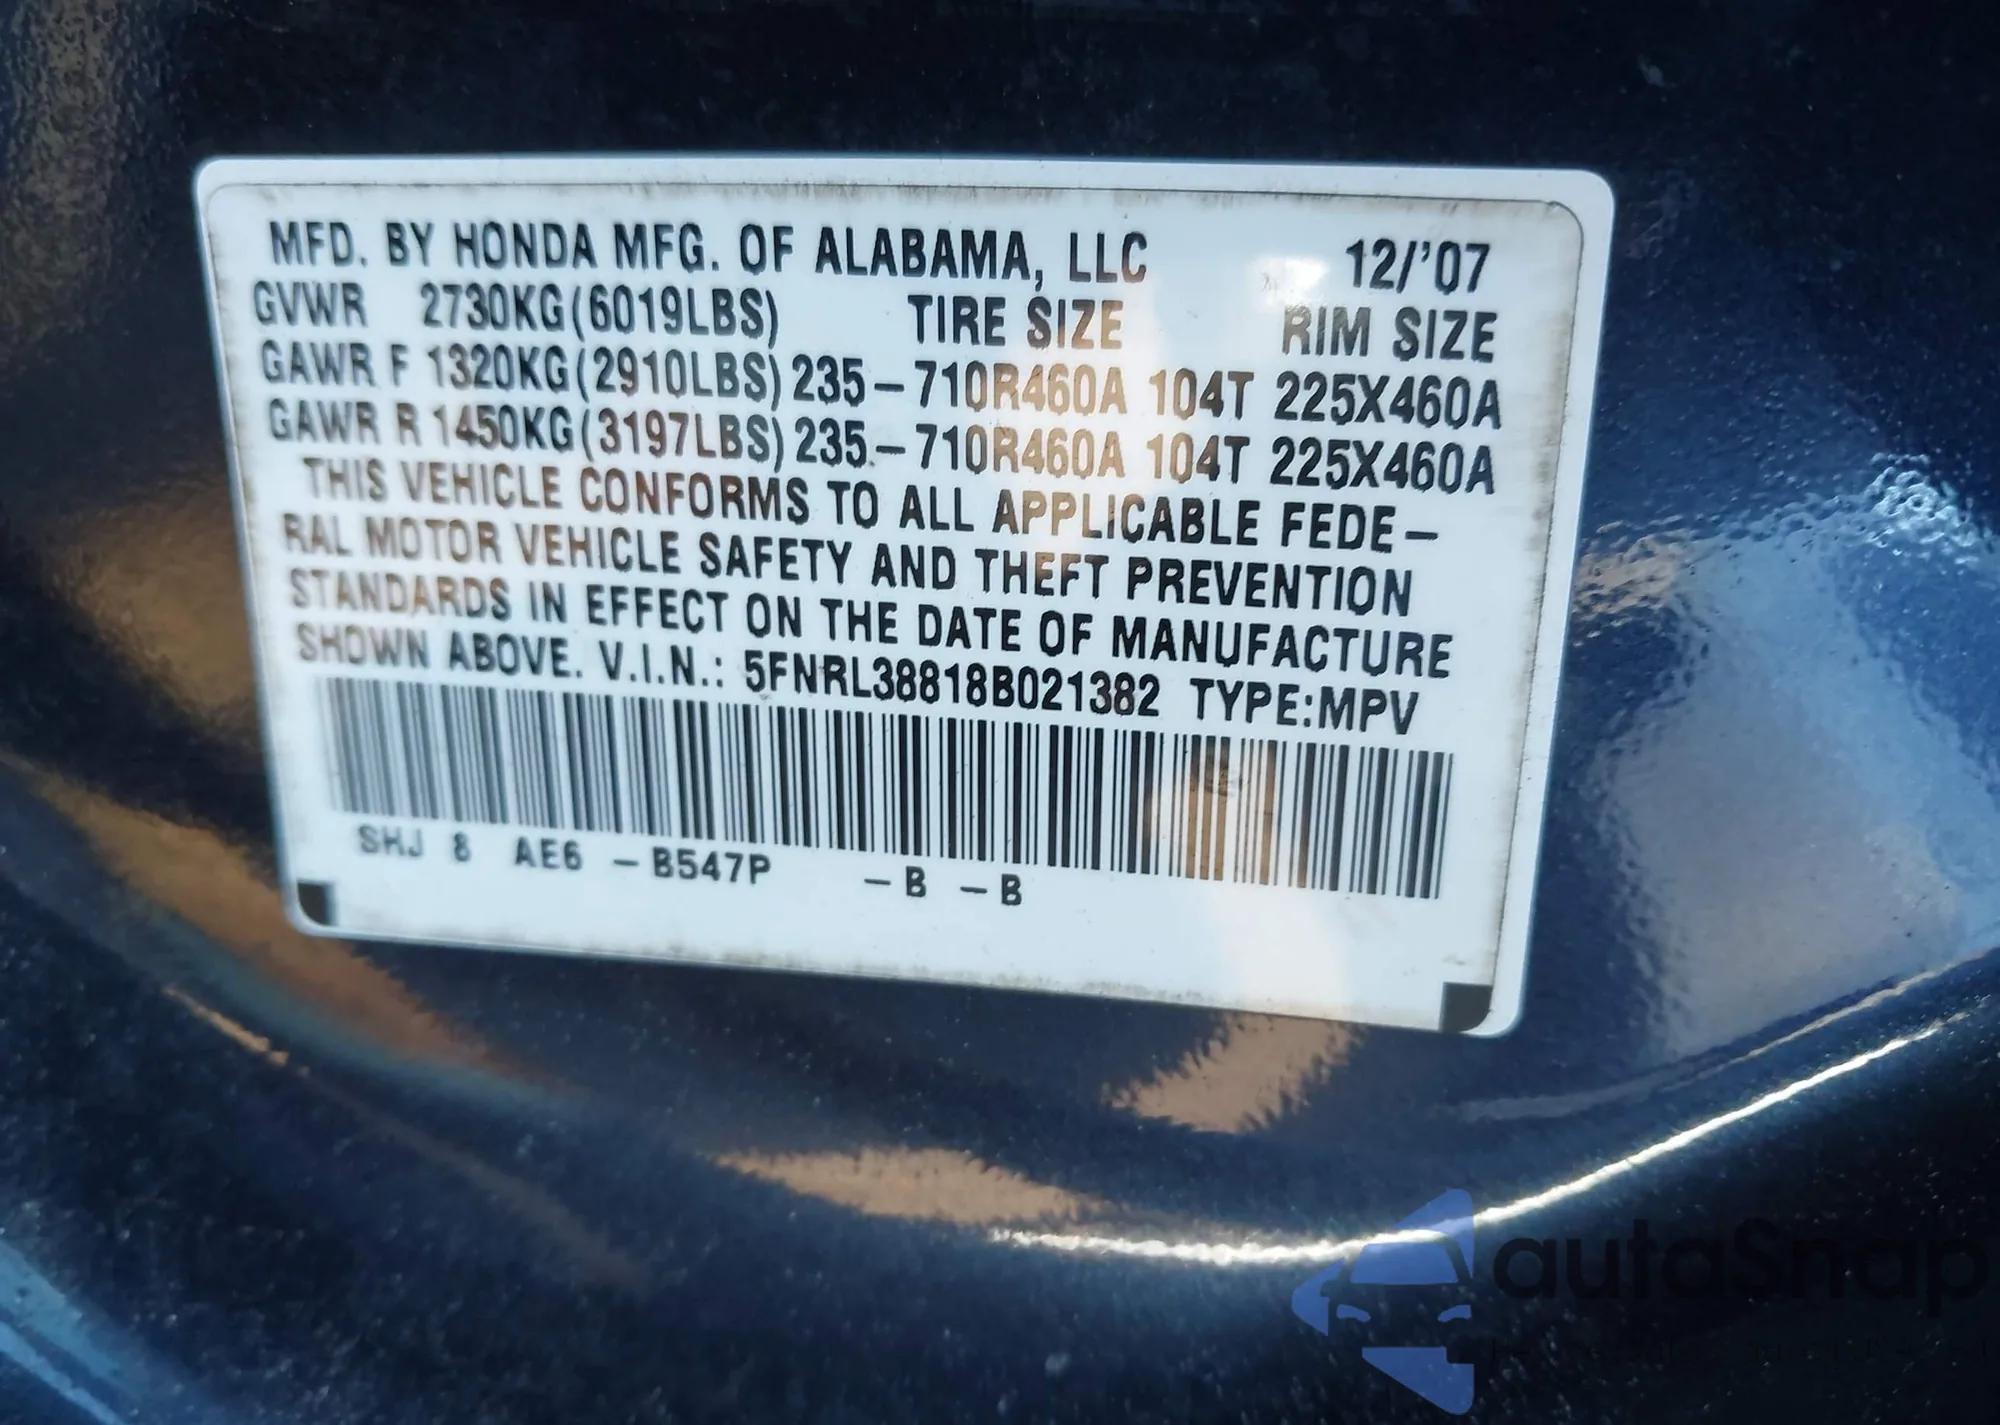 MFD. BY HONDA MFG. OF ALABAMA, LLC 12/'07
GVWR 2730KG(6019LBS) TIRE SIZE RIM SIZE
GAWR F 1320KG(2910LBS) 235-710R460A 104T 225X460A
GAWR R 1450KG(3197LBS) 235-710R460A 104T 225X460A
THIS VEHICLE CONFORMS TO ALL APPLICABLE FEDE-
RAL MOTOR VEHICLE SAFETY AND THEFT PREVENTION
STANDARDS IN EFFECT ON THE DATE OF MANUFACTURE
SHOWN ABOVE. V.I.N.: 5FNRL38818B021382 TYPE:MPV
SHJ 8 AE6 -B547P -B -B
autaSnap